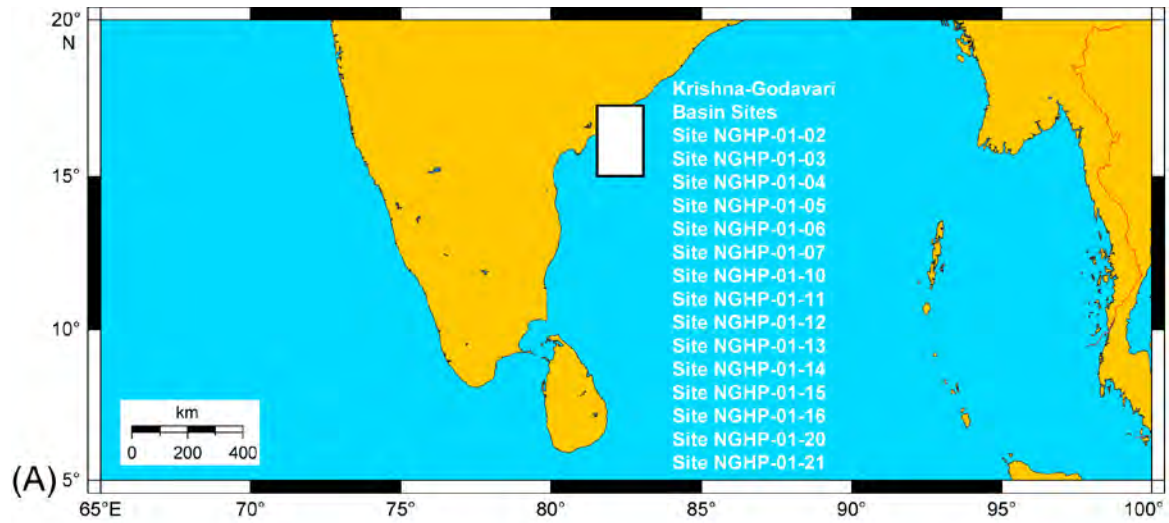 20°
N
Krishna-Godavari
Basin Sites
Site NGHP-01-02
Site NGHP-01-03
Site NGHP-01-04
15°
Site NGHP-01-05
Site NGHP-01-06
Site NGHP-01-07
Site NGHP-01-10
Site NGHP-01-11
10°
Site NGHP-01-12
Site NGHP-01-13
Site NGHP-01-14
Site NGHP-01-15
Site NGHP-01-16
Site NGHP-01-20
Site NGHP-01-21
km
0 200 400
(A)
5°
65°E 70° 75° 80° 85° 90° 95° 100°